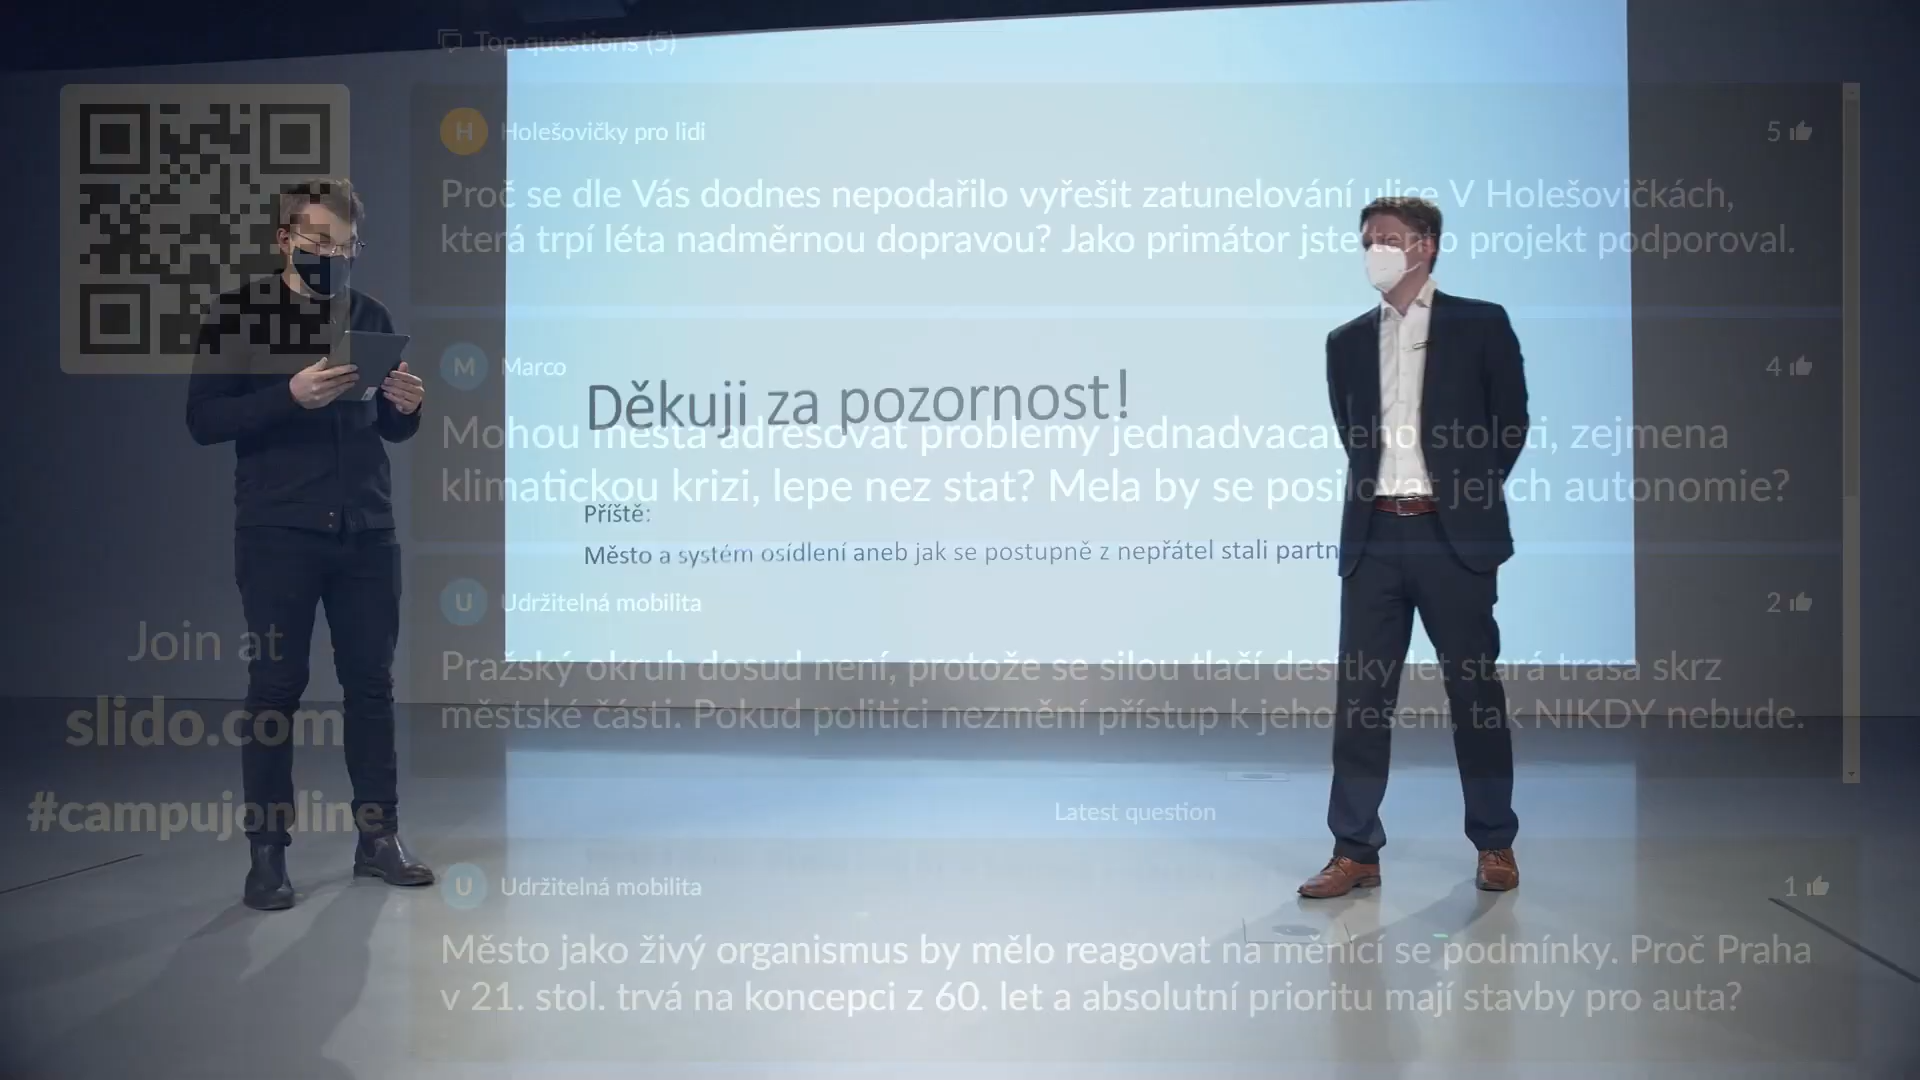 Top questions (5)
H
Holešovičky pro lidi
5
Proč se dle Vás dodnes nepodařilo vyřešit zatunelování ulice V Holešovičkách,
která trpí léta nadměrnou dopravou? Jako primátor jste projekt podporoval.
M
Marco
4
Děkuji za pozornost!
Mohou mesta adresovat problemy jednadvacateho stoleti, zejmena
klimatickou krizi, lepe nez stat? Mela by se posilovat jejich autonomie?
Příště:
Město a systém osídlení aneb jak se postupně z nepřátel stali partn
U
Udržitelná mobilita
2
Pražský okruh dosud není, protože se silou tlačí desítky let stará trasa skrz
městské části. Pokud politici nezmění přístup k jeho řešení, tak NIKDY nebude.
Join at
slido.com
#campujonline
Latest question
U
Udržitelná mobilita
1
Město jako živý organismus by mělo reagovat na měnící se podmínky. Proč Praha
v 21. stol. trvá na koncepci z 60. let a absolutní prioritu mají stavby pro auta?